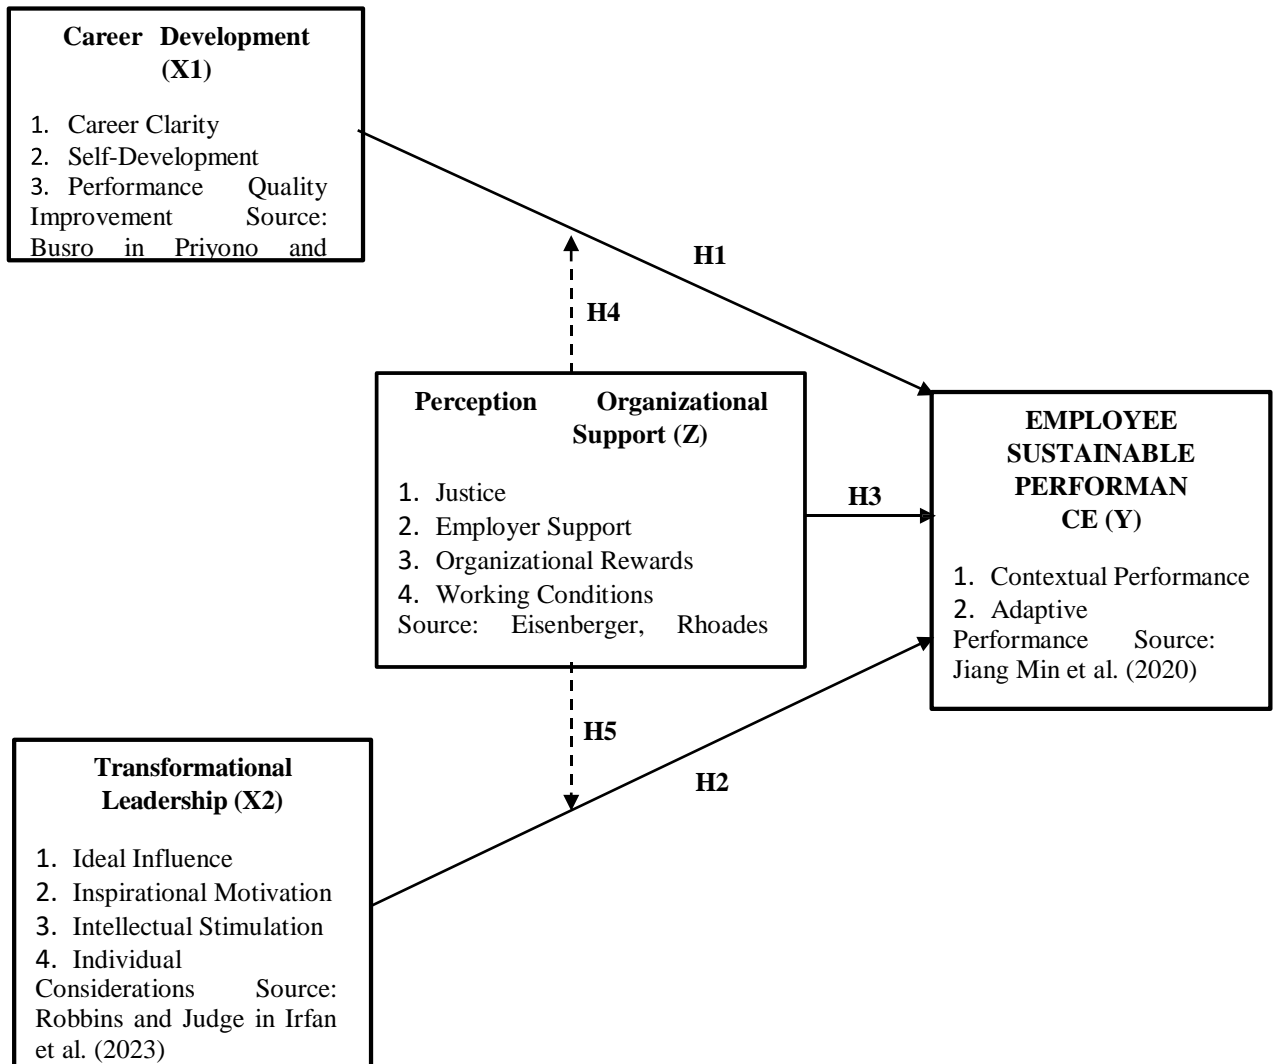 Career Development
(X1)
1. Career Clarity
2. Self-Development
3. Performance Quality
Improvement Source:
Busro in Priyono and
H1
H4
Perception Organizational
Support (Z)
1. Justice
2. Employer Support
3. Organizational Rewards
4. Working Conditions
Source: Eisenberger, Rhoades
H3
EMPLOYEE
SUSTAINABLE
PERFORMAN
CE (Y)
1. Contextual Performance
2. Adaptive
Performance Source:
Jiang Min et al. (2020)
H5
H2
Transformational
Leadership (X2)
1. Ideal Influence
2. Inspirational Motivation
3. Intellectual Stimulation
4. Individual
Considerations Source:
Robbins and Judge in Irfan
et al. (2023)